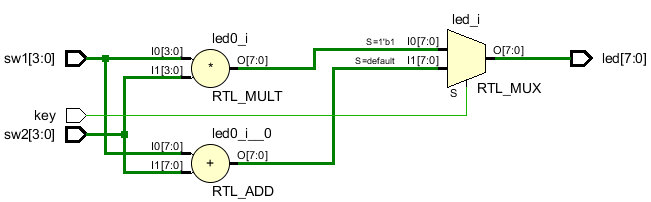 led_i
led0_i
sw1[3:0]
I0[3:0]
I1[3:0]
*
O[7:0]
RTL_MULT
S=1'b1
I0[7:0]
S=default
I1[7:0]
O[7:0]
S
RTL_MUX
led[7:0]
key
sw2[3:0]
led0_i__0
I0[7:0]
I1[7:0]
+
O[7:0]
RTL_ADD